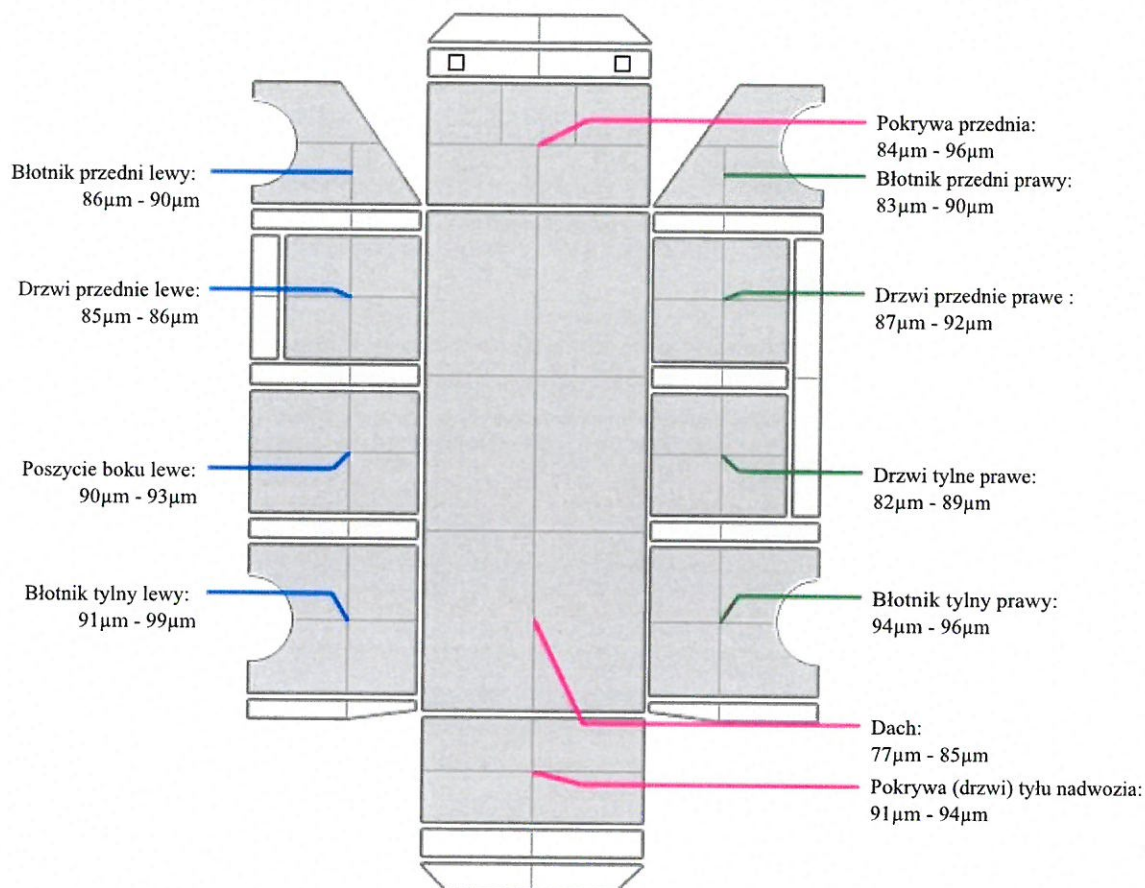 Pokrywa przednia:
84µm - 96µm
Błotnik przedni lewy:
86µm - 90µm
Błotnik przedni prawy:
83µm - 90µm
Drzwi przednie lewe:
85µm - 86µm
Drzwi przednie prawe :
87µm - 92µm
Poszycie boku lewe:
90µm - 93µm
Drzwi tylne prawe:
82µm - 89µm
Błotnik tylny lewy:
91µm - 99µm
Błotnik tylny prawy:
94µm - 96µm
Dach:
77µm - 85µm
Pokrywa (drzwi) tyłu nadwozia:
91µm - 94µm